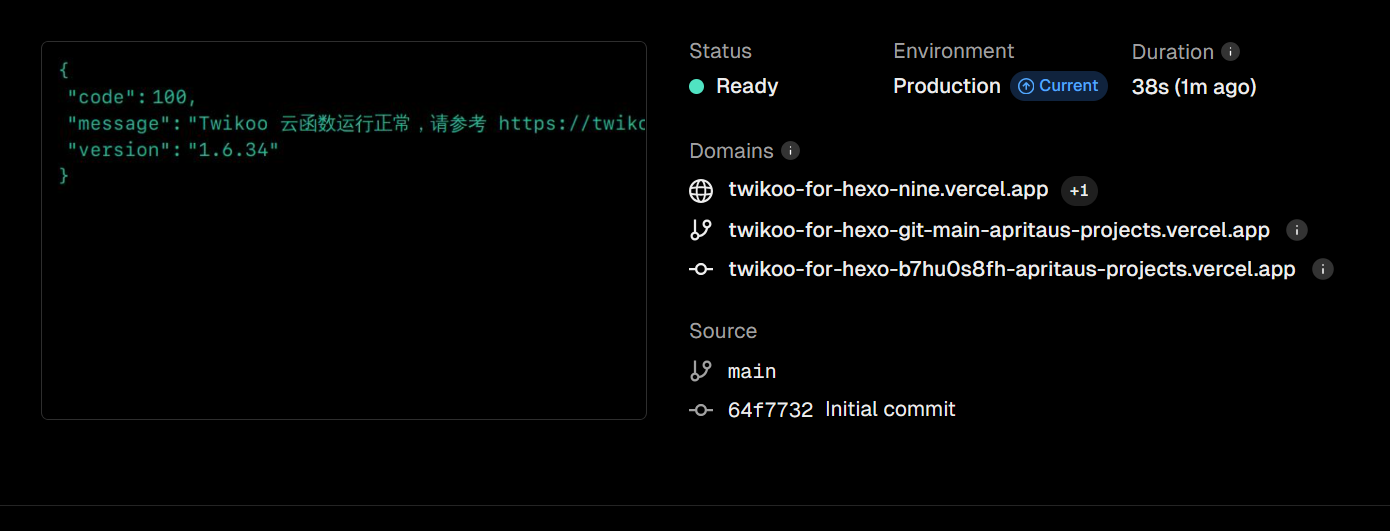 {
"code": 100,
"message": "Twikoo 云函数运行正常，请参考 https://twiko
"version": "1.6.34"
}
Status
Ready
Environment
Production Current
Duration
38s (1m ago)
Domains
twikoo-for-hexo-nine.vercel.app +1
twikoo-for-hexo-git-main-apritaus-projects.vercel.app
twikoo-for-hexo-b7hu0s8fh-apritaus-projects.vercel.app
Source
main
64f7732 Initial commit